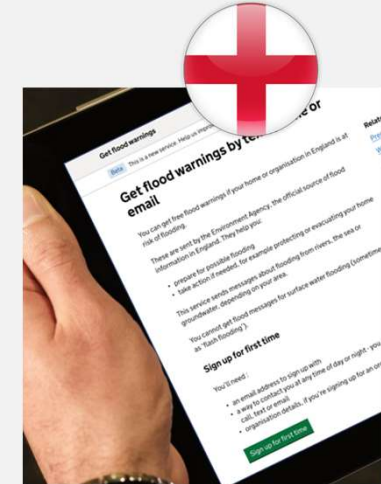 Get flood warnings
Beta This is a new service. Help us
Get flood warnings by or
email
You can get free flood warnings if your home or organisation in England is at
risk of flooding.
These are sent by the Environment Agency, the official source of flood
information in England. They help you:
• prepare for possible flooding
• take action if needed, for example protecting or evacuating your home
This service sends messages about flooding from rivers, the sea or
groundwater, depending on your area.
You cannot get flood messages for surface water flooding (sometime
as 'flash flooding').
Sign up for first time
You'll need:
• an email address to sign up with
• a way to contact you at any time of day or night - you
call, text or email
• organisation details, if you're signing up for an
Sign up for first time